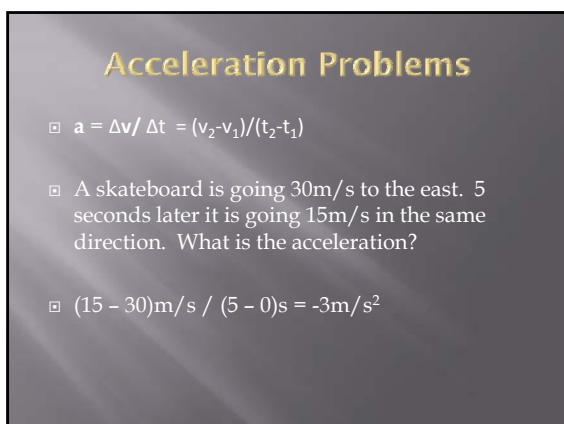 Acceleration Problems
a = Δv/ Δt = (v₂-v₁)/(t₂-t₁)
A skateboard is going 30m/s to the east. 5
seconds later it is going 15m/s in the same
direction. What is the acceleration?
(15 – 30)m/s / (5 – 0)s = -3m/s²